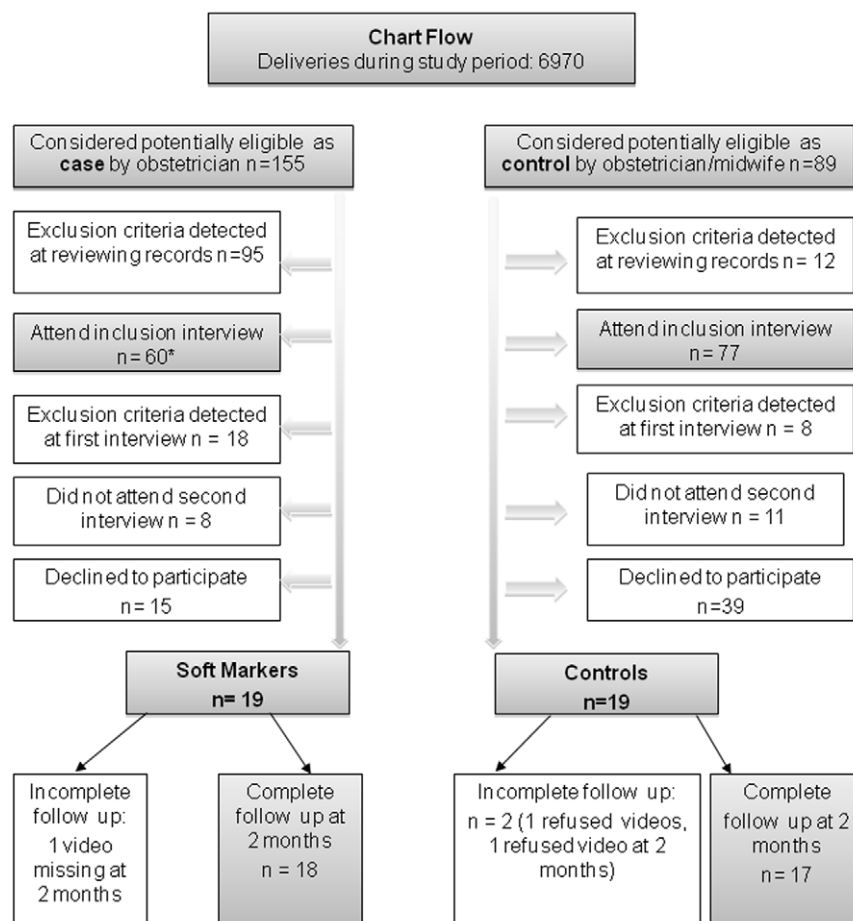 Chart Flow
Deliveries during study period: 6970
Considered potentially eligible as
case by obstetrician n=155
Exclusion criteria detected
at reviewing records n=95
Attend inclusion interview
n= 60*
Exclusion criteria detected
at first interview n = 18
Did not attend second
interview n = 8
Declined to participate
n= 15
Soft Markers
n= 19
Incomplete
follow up:
1 video
missing at
2 months
Complete
follow up at
2 months
n = 18
Considered potentially eligible as
control by obstetrician/midwife n=89
Exclusion criteria detected
at reviewing records n= 12
Attend inclusion interview
n= 77
Exclusion criteria detected
at first interview n = 8
Did not attend second
interview n = 11
Declined to participate
n=39
Controls
n=19
Incomplete follow up:
n = 2 (1 refused videos,
1 refused video at 2
months)
Complete
follow up at 2
months
n = 17